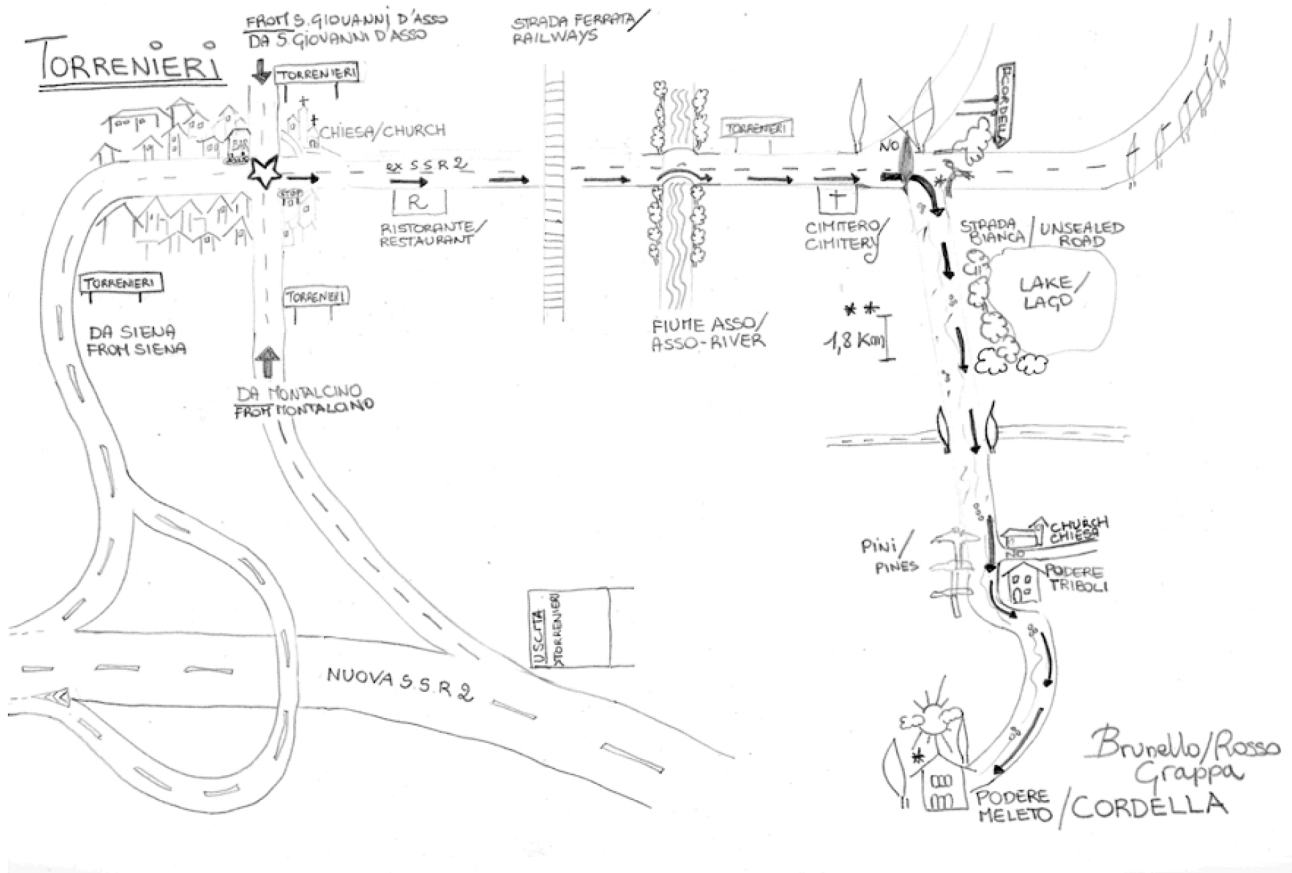 TORRENIERI
FROM S. GIOVANNI D'ASSO
DA S. GIOVANNI D'ASSO
TORRENIERI
STRADA FERRATA/
RAILWAYS
CORDELLA
BAR
CHIESA/CHURCH
TORRENIERI
NO
ex S S R 2
STOP
R
RISTORANTE/
RESTAURANT
CIMITERO/
CIMITERY
STRADA
BIANCA/UNSEALED
ROAD
TORRENIERI
TORRENIERI
LAKE/
LAGO
DA SIENA
FROM SIENA
FIUME ASSO/
ASSO-RIVER
* *
1,8 Km
DA MONTALCINO
FROM MONTALCINO
PINI/
PINES
CHURCH
CHIESA
NO
PODERE
TRIBOLI
USCITA
TORRENIERI
NUOVA S.S.R 2
Brunello/Rosso
Grappa
PODERE
MELETO/CORDELLA